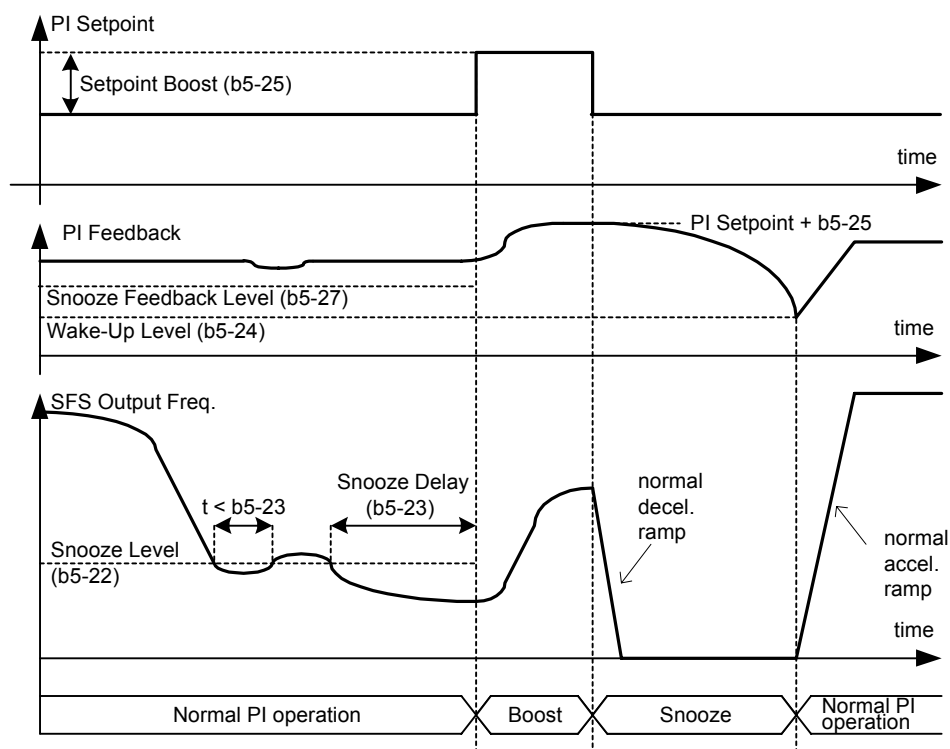 PI Setpoint
Setpoint Boost (b5-25)
time
PI Feedback
PI Setpoint + b5-25
Snooze Feedback Level (b5-27)
Wake-Up Level (b5-24)
time
SFS Output Freq.
t < b5-23
Snooze Delay
(b5-23)
normal
decel.
ramp
Snooze Level
(b5-22)
normal
accel.
ramp
time
Normal PI operation
Boost
Snooze
Normal PI
operation